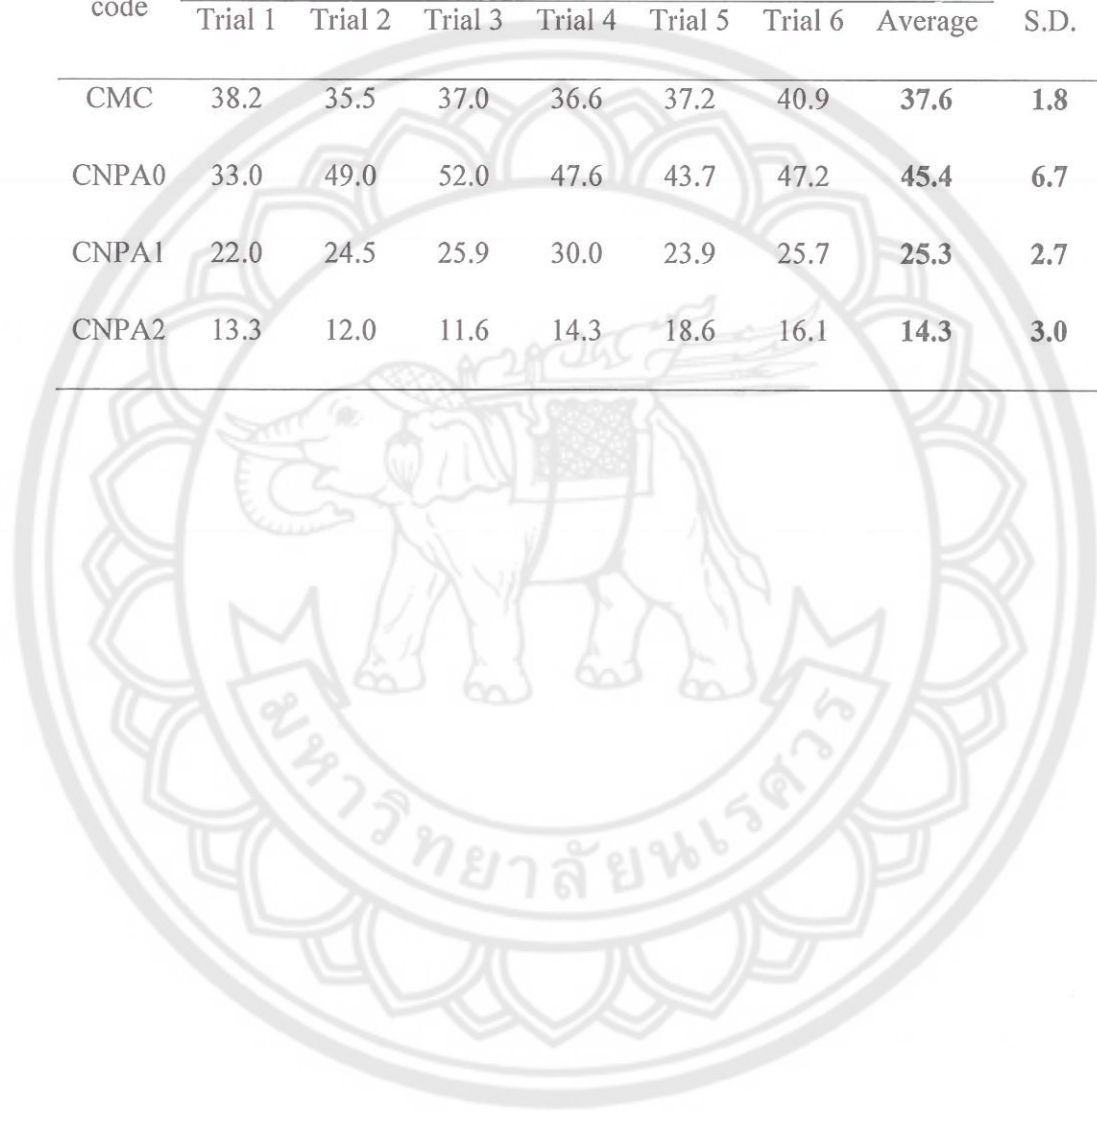 code
Trial 1 Trial 2 Trial 3 Trial 4 Trial 5 Trial 6 Average S.D.
CMC 38.2 35.5 37.0 36.6 37.2 40.9 37.6 1.8
CNPA0 33.0 49.0 52.0 47.6 43.7 47.2 45.4 6.7
CNPA1 22.0 24.5 25.9 30.0 23.9 25.7 25.3 2.7
CNPA2 13.3 12.0 11.6 14.3 18.6 16.1 14.3 3.0
มหาวิทยาลัยนเรศวร